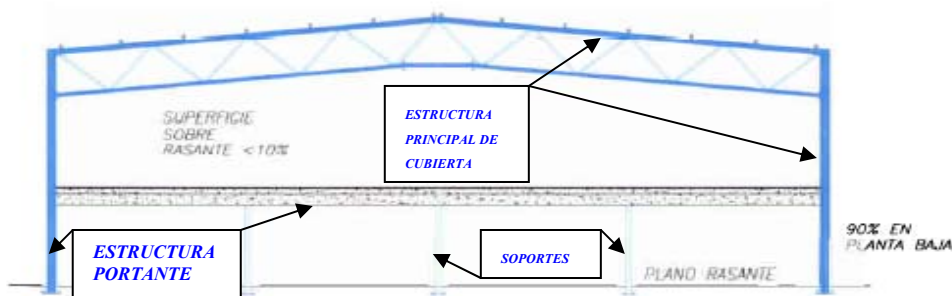 SUPERFICIE
SOBRE
RASANTE <10%
ESTRUCTURA
PRINCIPAL DE
CUBIERTA
90% EN
PLANTA BAJA
ESTRUCTURA
PORTANTE
SOPORTES
PLANO RASANTE